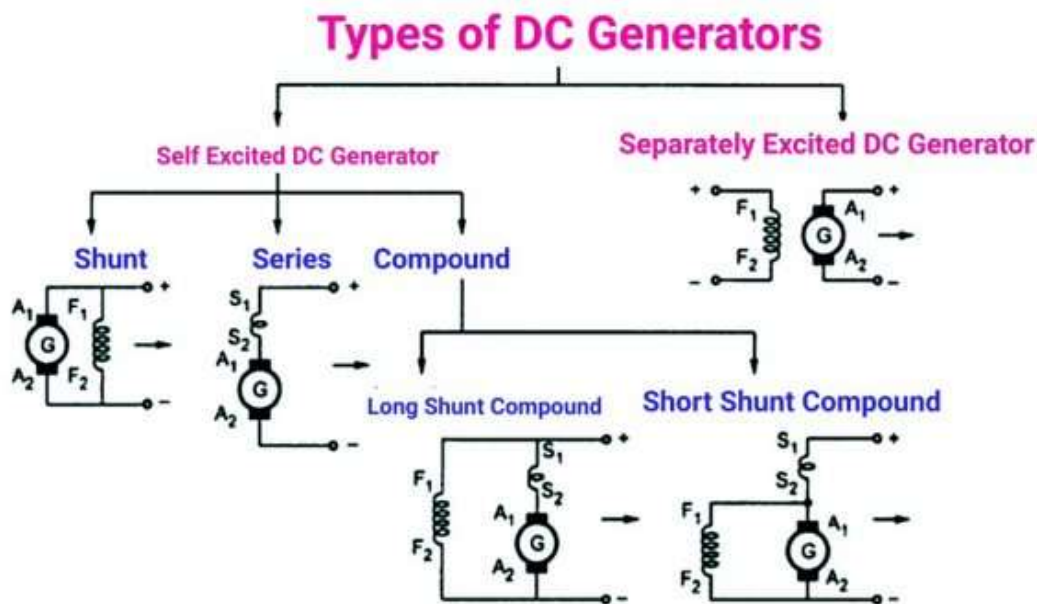 Types of DC Generators
Self Excited DC Generator
Separately Excited DC Generator
+
F₁
F₂
−
+
A₁
G
A₂
−
Shunt
Series
Compound
A₁
F₁
G
A₂
F₂
+
−
S₁
S₂
A₁
G
A₂
+
−
Long Shunt Compound
Short Shunt Compound
F₁
F₂
S₁
S₂
A₁
G
A₂
+
−
S₁
S₂
F₁
F₂
A₁
G
A₂
+
−